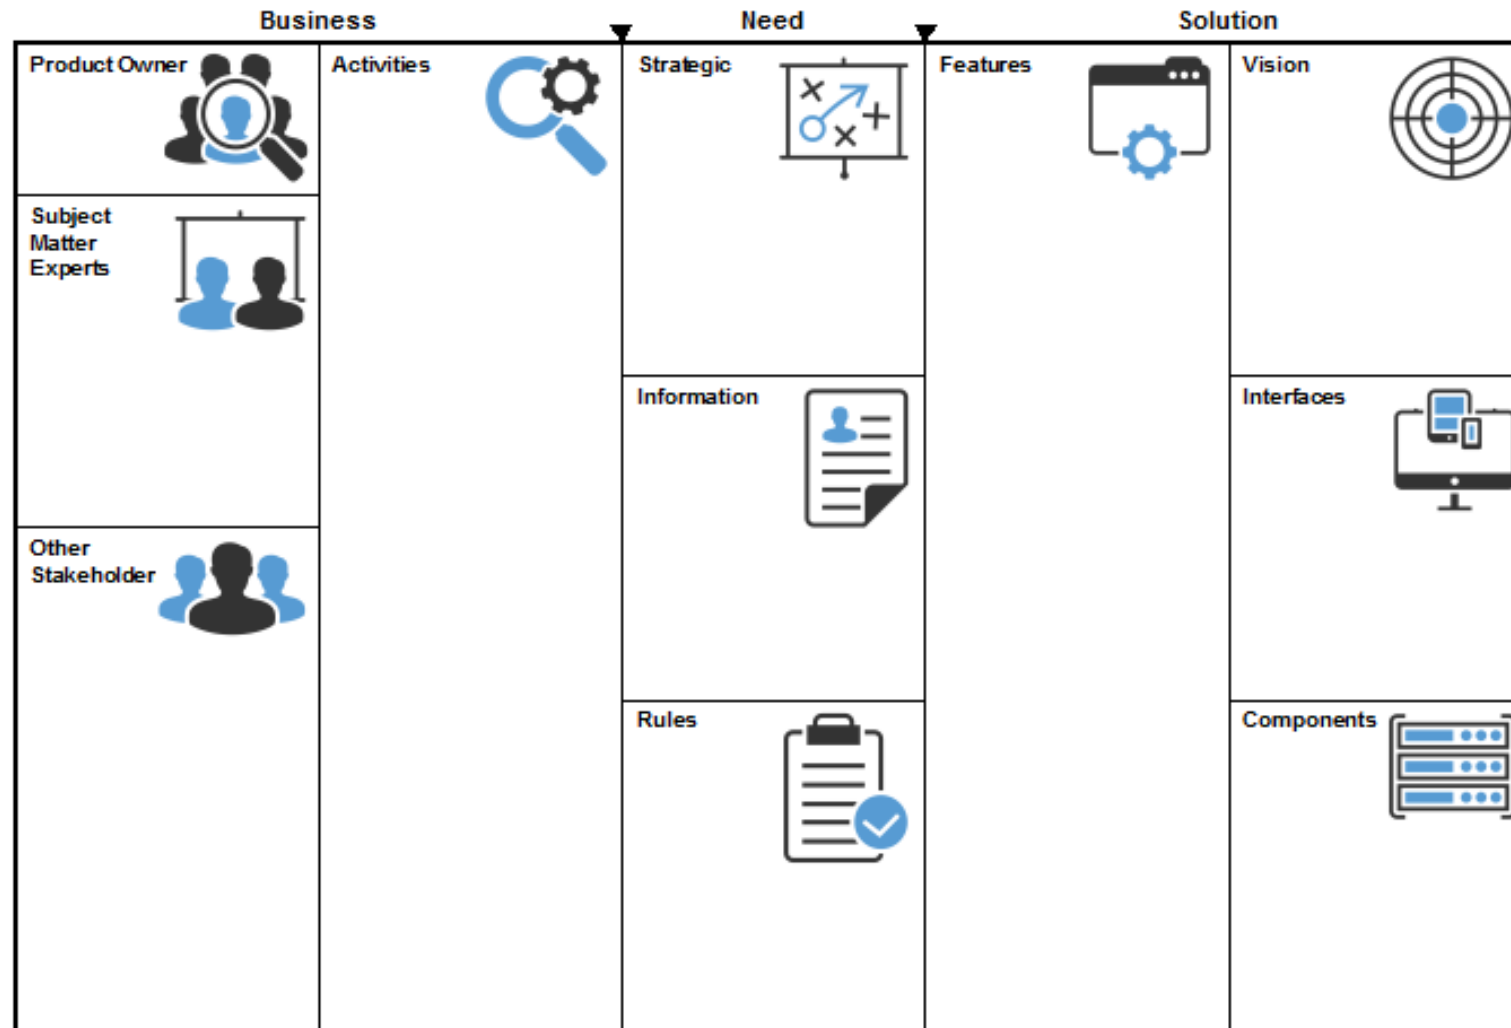 Business
Need
Solution
Product Owner
Subject
Matter
Experts
Other
Stakeholder
Activities
Strategic
Information
Rules
Features
Vision
Interfaces
Components